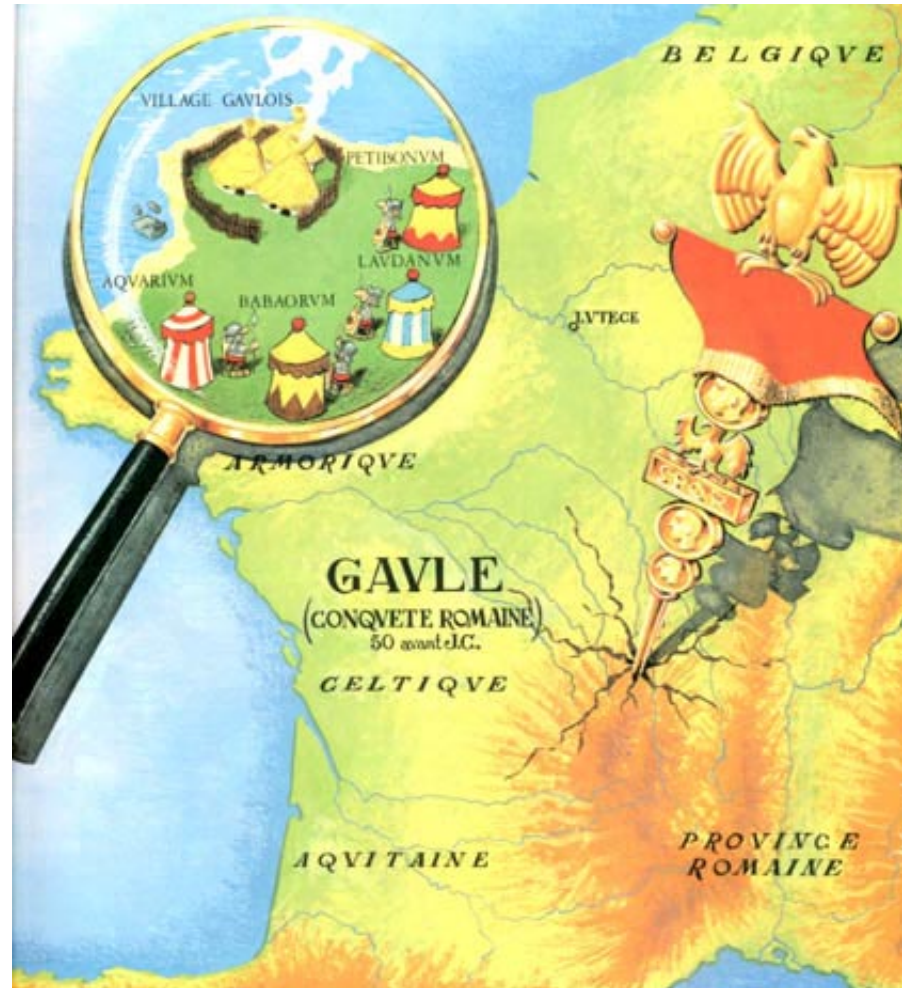 BELGIQVE
VILLAGE GAVLOIS
PETIBONVM
LAVDANVM
AQVARIVM
BABAORVM
LVTECE
ARMORIQVE
GAVLE
(CONQVETE ROMAINE)
50 avant J.C.
CELTIQVE
AQVITAINE
PROVINCE
ROMAINE